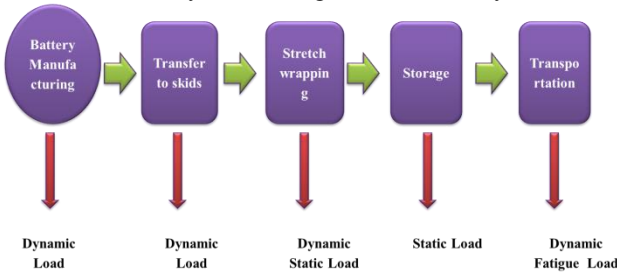 Battery
Manufa
cturing
Transfer
to skids
Stretch
wrappin
g
Storage
Transpo
rtation
Dynamic
Load
Dynamic
Load
Dynamic
Static Load
Static Load
Dynamic
Fatigue Load